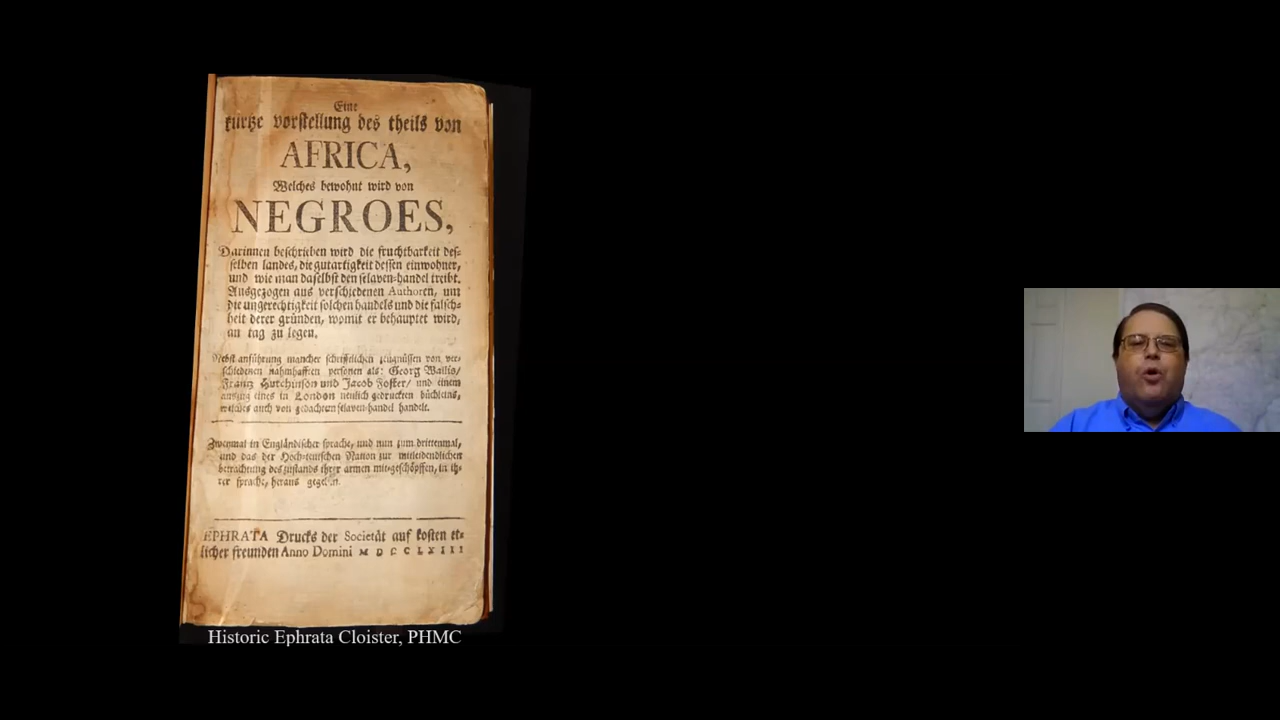 Eine
kurtze vorstellung des theils von
AFRICA,
Welches bewohnt wird von
NEGROES,
Darinnen beschrieben wird die fruchtbarkeit des-
selben landes, die gutartigkeit dessen einwohner,
und wie man daselbst den sclaven-handel treibt.
Ausgezogen aus verschiedenen Authoren, um
die ungerechtigkeit solchen handels und die falsch-
heit derer gründen, womit er behauptet wird,
an tag zu legen.
Nebst anführung mancher schrifftlichen zeugnüssen von ver-
schiedenen nahmhafften personen als: Georg Wallis/
Frantz Hutchinson und Jacob Foster/ und einem
auszug eines in London neulich gedruckten büchleins,
welches auch von gedachtem sclaven-handel handelt.
Zweymal in Engländischer sprache, und nun zum drittenmal,
und das der Hoch-teutschen Nation zur mitleidendlichen
betrachtung des zustands ihrer armen mit-geschöpffen, in ih-
rer sprache, heraus gegeben.
EPHRATA Drucks der Societät auf kosten et-
licher freunden Anno Domini MDCCLXIII
Historic Ephrata Cloister, PHMC